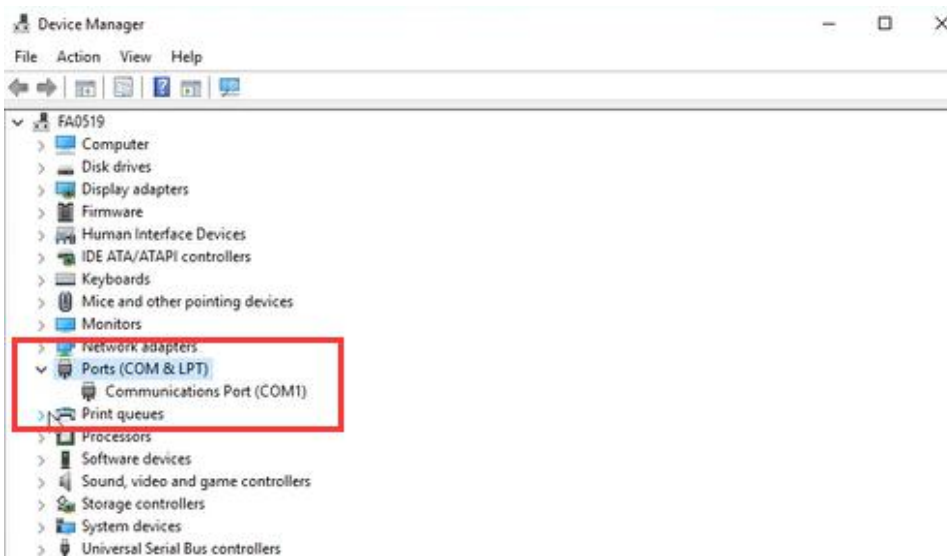 Device Manager
File Action View Help
FA0519
Computer
Disk drives
Display adapters
Firmware
Human Interface Devices
IDE ATA/ATAPI controllers
Keyboards
Mice and other pointing devices
Monitors
Network adapters
Ports (COM & LPT)
Communications Port (COM1)
Print queues
Processors
Software devices
Sound, video and game controllers
Storage controllers
System devices
Universal Serial Bus controllers